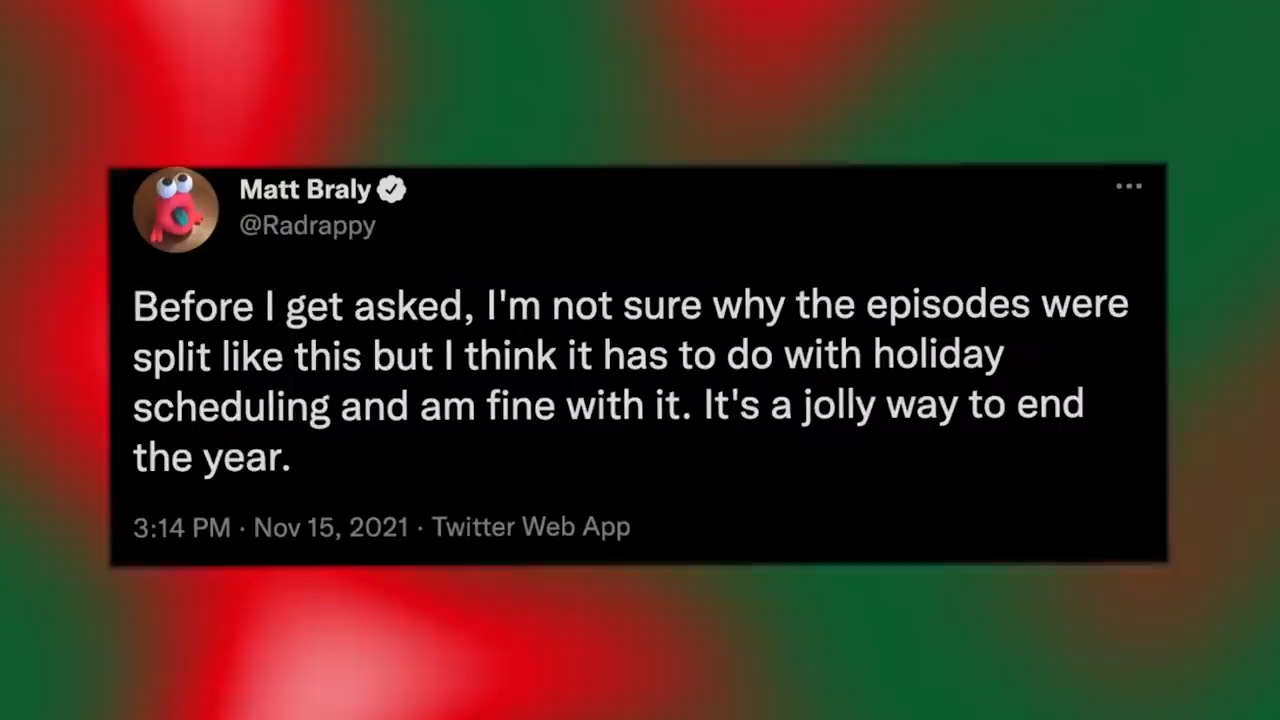 Matt Braly
@Radrappy
Before I get asked, I'm not sure why the episodes were
split like this but I think it has to do with holiday
scheduling and am fine with it. It's a jolly way to end
the year.
3:14 PM · Nov 15, 2021 · Twitter Web App